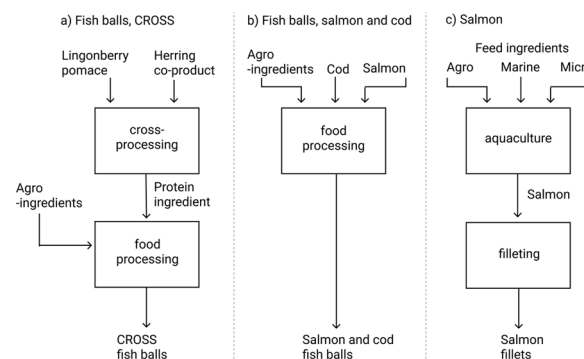 a) Fish balls, CROSS
Lingonberry
pomace
Herring
co-product
cross-
processing
Agro
-ingredients
Protein
ingredient
food
processing
CROSS
fish balls
b) Fish balls, salmon and cod
Agro
-ingredients
Cod
Salmon
food
processing
Salmon and cod
fish balls
c) Salmon
Feed ingredients
Agro
Marine
Micr
aquaculture
Salmon
filleting
Salmon
fillets